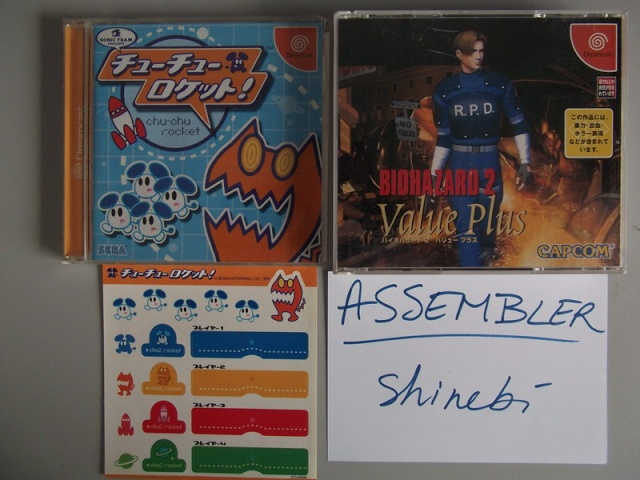 SONIC TEAM
PRESENTS
チューチュー
ロケット!
chu-chu
rocket
Dreamcast
SEGA
Dreamcast
R.P.D.
この作品には、
暴力・出血・
ホラー表現
などが含まれて
います。
BIOHAZARD 2
Value Plus
バイオハザード2 バリュー プラス
CAPCOM
チューチューロケット!
プレイヤー1
chu2 rocket
プレイヤー2
chu2 rocket
プレイヤー3
chu2 rocket
プレイヤー4
chu2 rocket
ASSEMBLER
Shinebi